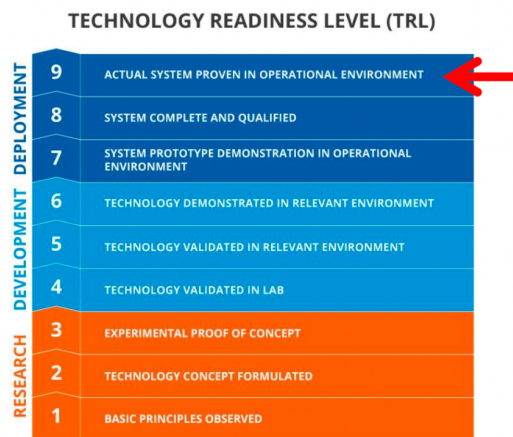 TECHNOLOGY READINESS LEVEL (TRL)
DEPLOYMENT
9 ACTUAL SYSTEM PROVEN IN OPERATIONAL ENVIRONMENT
8 SYSTEM COMPLETE AND QUALIFIED
7 SYSTEM PROTOTYPE DEMONSTRATION IN OPERATIONAL
ENVIRONMENT
DEVELOPMENT
6 TECHNOLOGY DEMONSTRATED IN RELEVANT ENVIRONMENT
5 TECHNOLOGY VALIDATED IN RELEVANT ENVIRONMENT
4 TECHNOLOGY VALIDATED IN LAB
RESEARCH
3 EXPERIMENTAL PROOF OF CONCEPT
2 TECHNOLOGY CONCEPT FORMULATED
1 BASIC PRINCIPLES OBSERVED